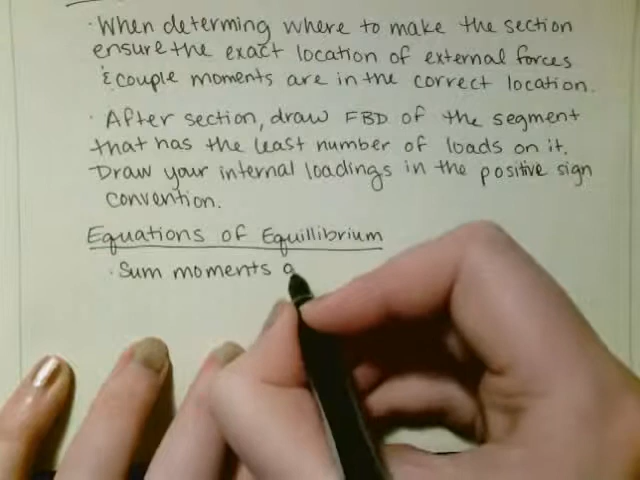 · When determining where to make the section
ensure the exact location of external forces
& couple moments are in the correct location.
· After section, draw FBD of the segment
that has the least number of loads on it.
Draw your internal loadings in the positive sign
convention.
Equations of Equillibrium
· Sum moments a